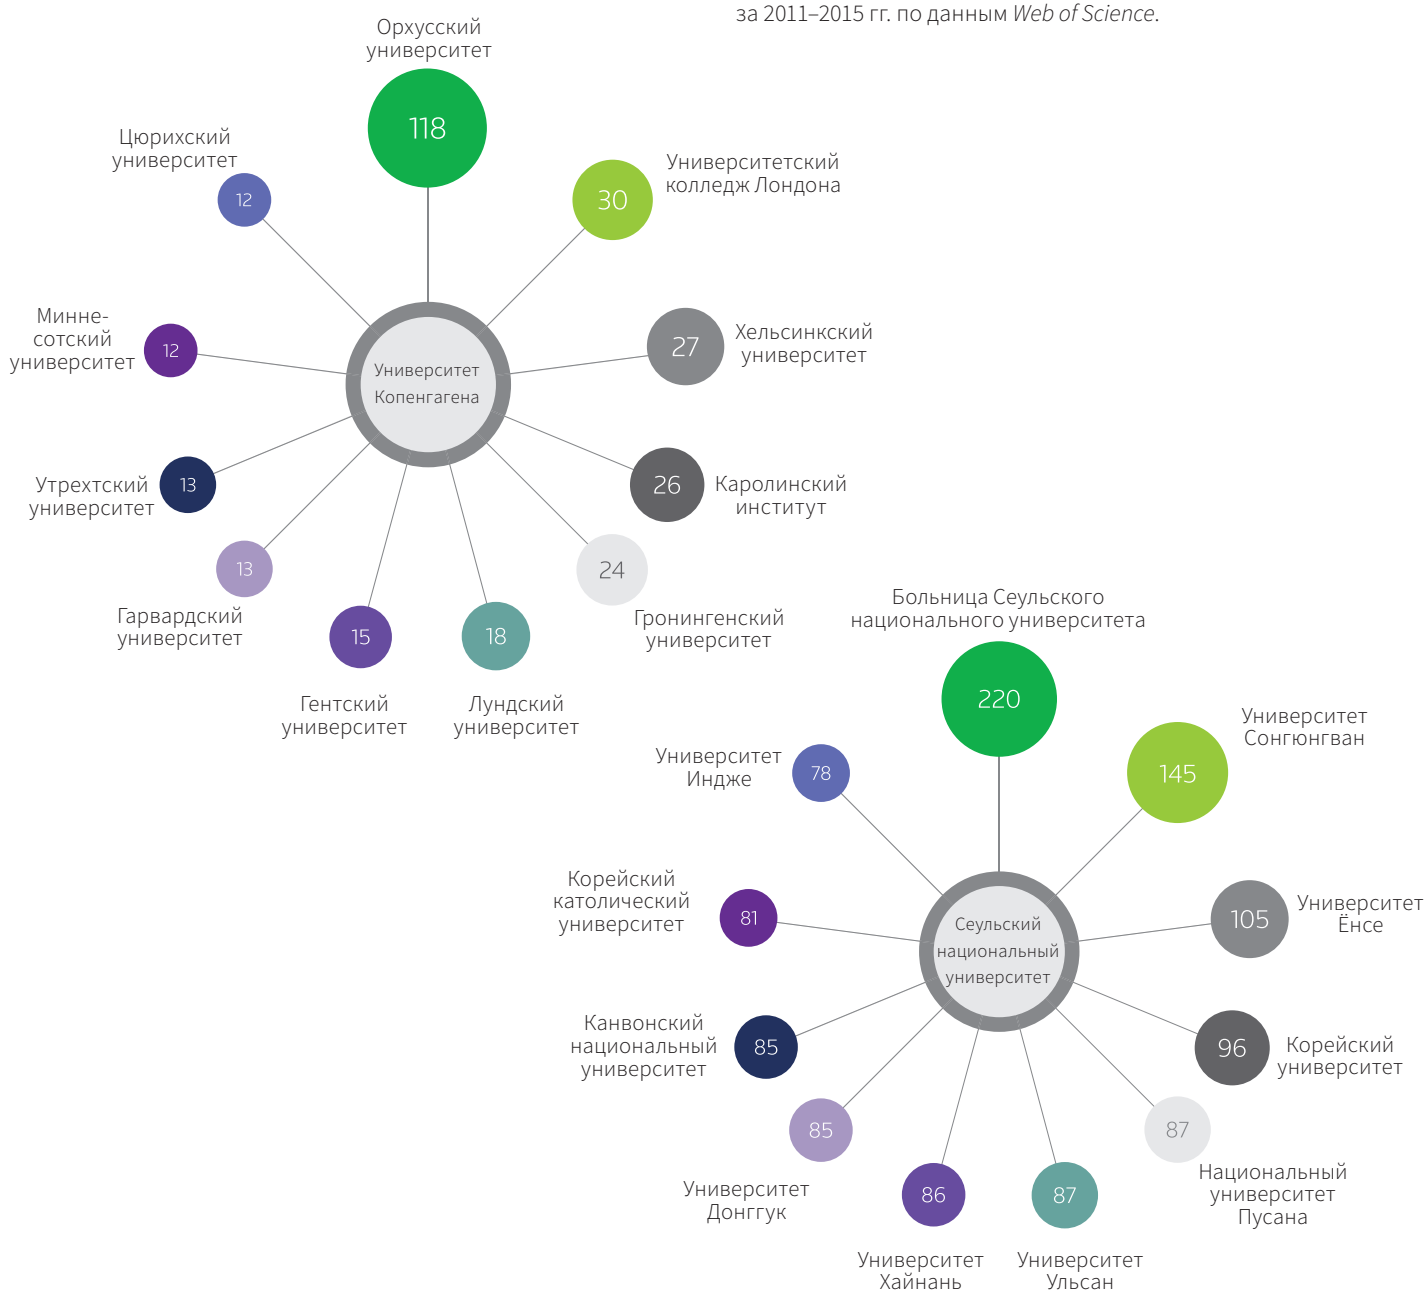 за 2011–2015 гг. по данным Web of Science.
Орхусский
университет
118
Цюрихский
университет
12
Университетский
колледж Лондона
30
Минне-
сотский
университет
12
Хельсинкский
университет
27
Университет
Копенгагена
Утрехтский
университет
13
Каролинский
институт
26
Гарвардский
университет
13
24
Гронингенский
университет
15
Гентский
университет
18
Лундский
университет
Больница Сеульского
национального университета
220
Университет
Сонгюнгван
145
Университет
Индже
78
Корейский
католический
университет
81
Университет
Ёнсе
105
Сеульский
национальный
университет
Канвонский
национальный
университет
85
Корейский
университет
96
85
Университет
Донггук
87
Национальный
университет
Пусана
86
Университет
Хайнань
87
Университет
Ульсан